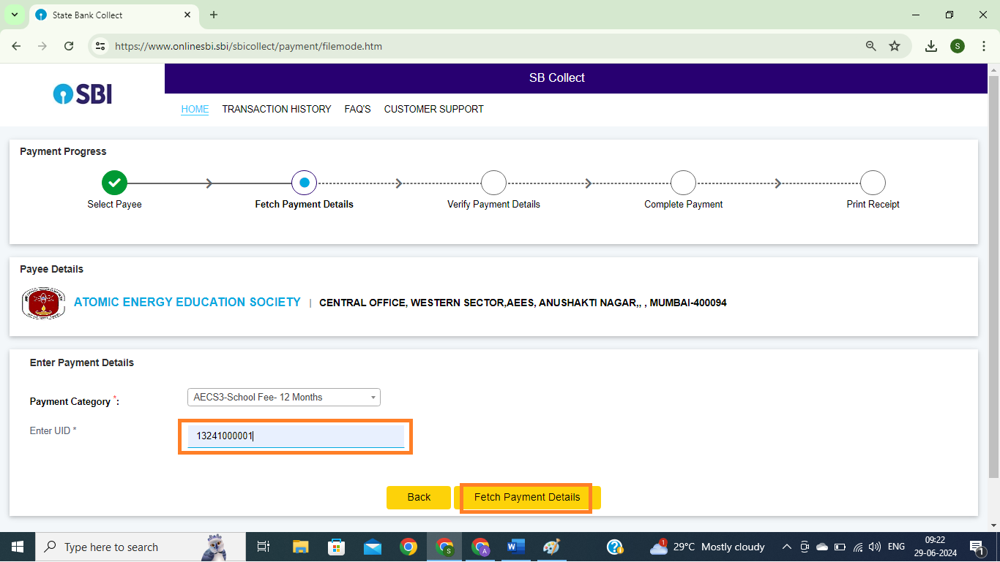 State Bank Collect
https://www.onlinesbi.sbi/sbicollect/payment/filemode.htm
S
SBI
SB Collect
HOME TRANSACTION HISTORY FAQ'S CUSTOMER SUPPORT
Payment Progress
Select Payee Fetch Payment Details Verify Payment Details Complete Payment Print Receipt
Payee Details
ATOMIC ENERGY EDUCATION SOCIETY | CENTRAL OFFICE, WESTERN SECTOR,AEES, ANUSHAKTI NAGAR,, , MUMBAI-400094
Enter Payment Details
Payment Category *: AECS3-School Fee- 12 Months
Enter UID * 13241000001
Back Fetch Payment Details
Type here to search S A W 1 29°C Mostly cloudy ENG 09:22
29-06-2024 1